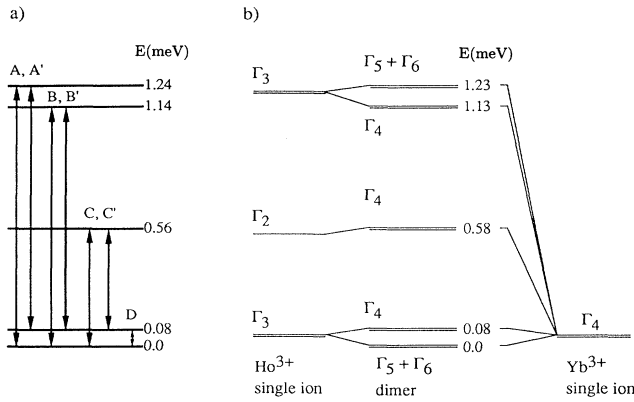 a)
b)
E(meV)
A, A'
1.24
B, B'
1.14
C, C'
0.56
D
0.08
0.0
Γ5 + Γ6
E(meV)
Γ3
1.23
1.13
Γ4
Γ4
Γ2
0.58
Γ3
Γ4
0.08
0.0
Γ4
Ho3+
single ion
Γ5 + Γ6
dimer
Yb3+
single ion